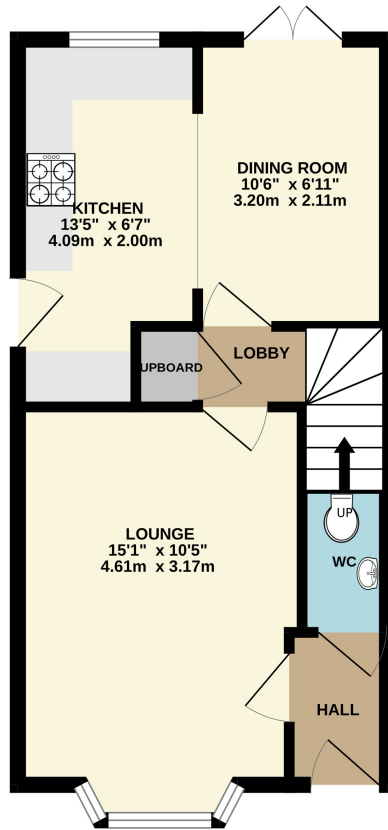 DINING ROOM
10'6" x 6'11"
3.20m x 2.11m
KITCHEN
13'5" x 6'7"
4.09m x 2.00m
LOBBY
UPBOARD
UP
LOUNGE
15'1" x 10'5"
4.61m x 3.17m
WC
HALL